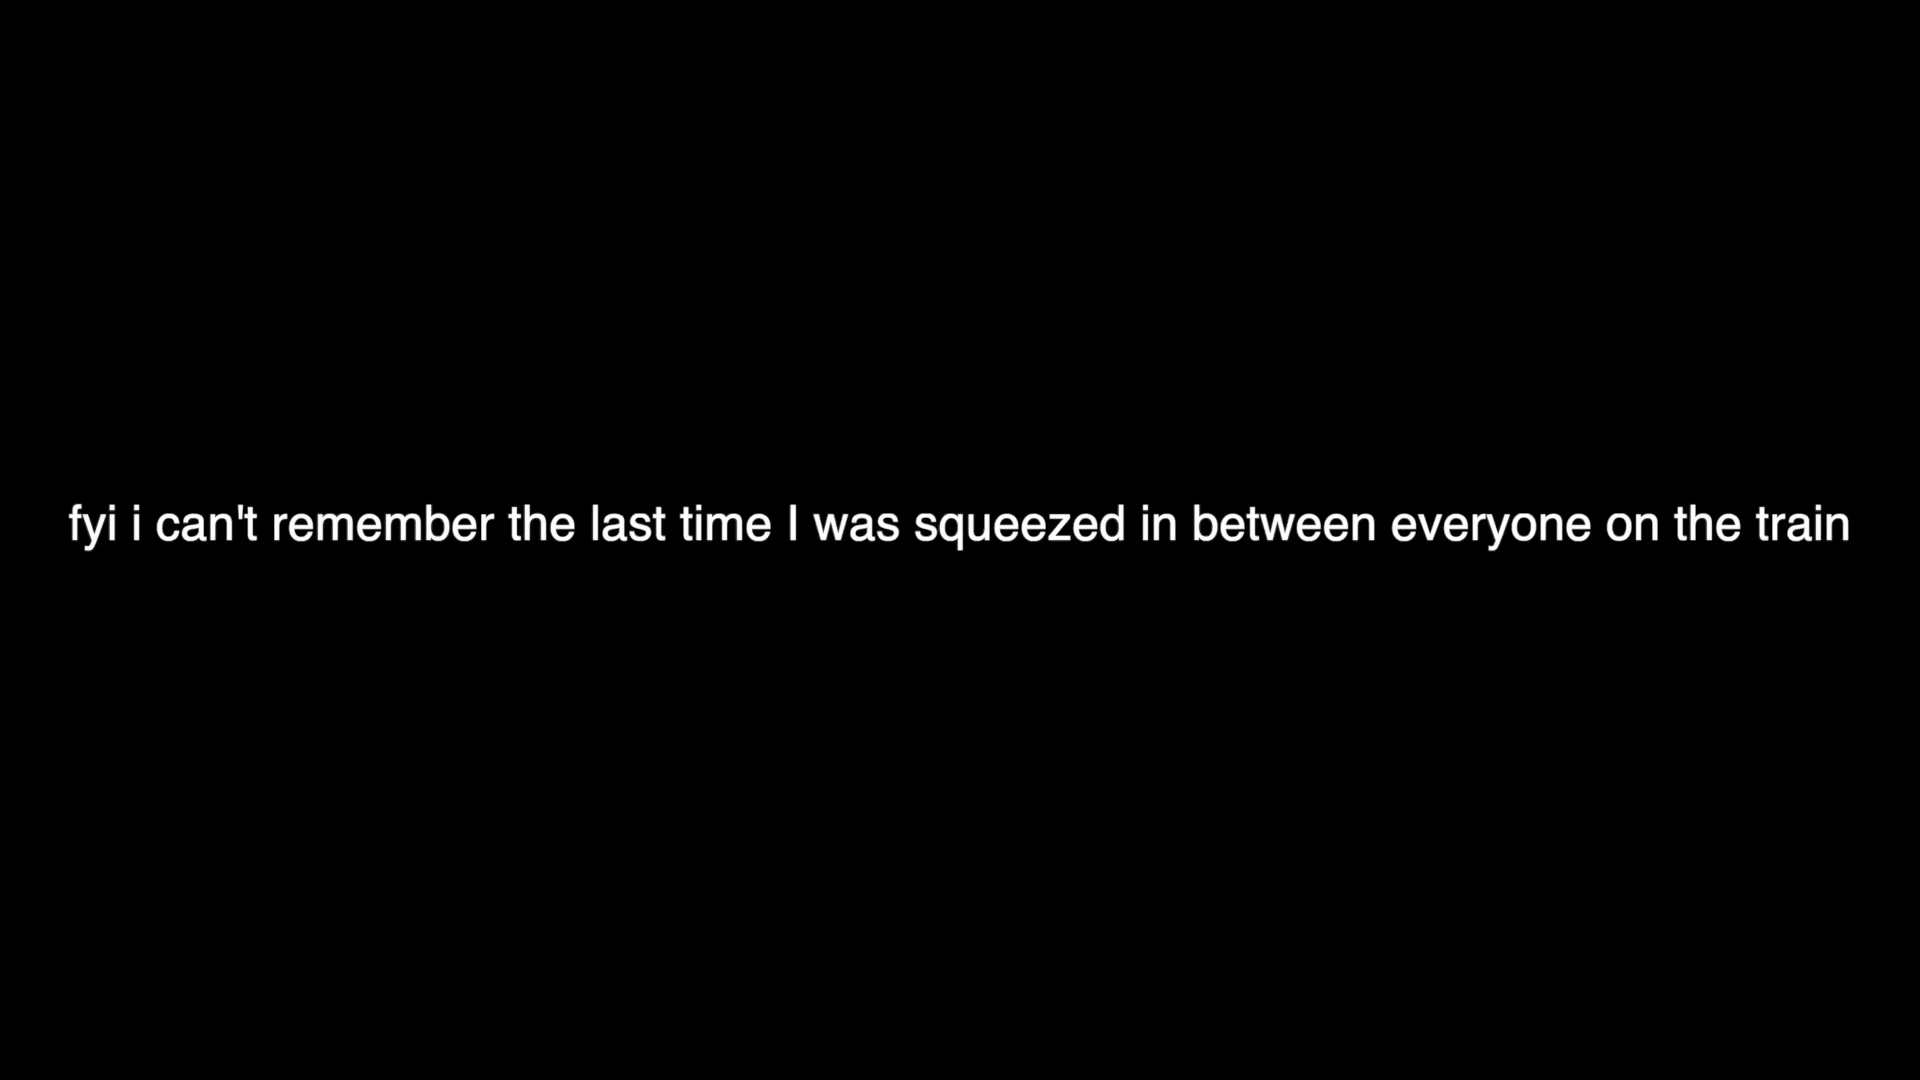 fyi i can't remember the last time I was squeezed in between everyone on the train